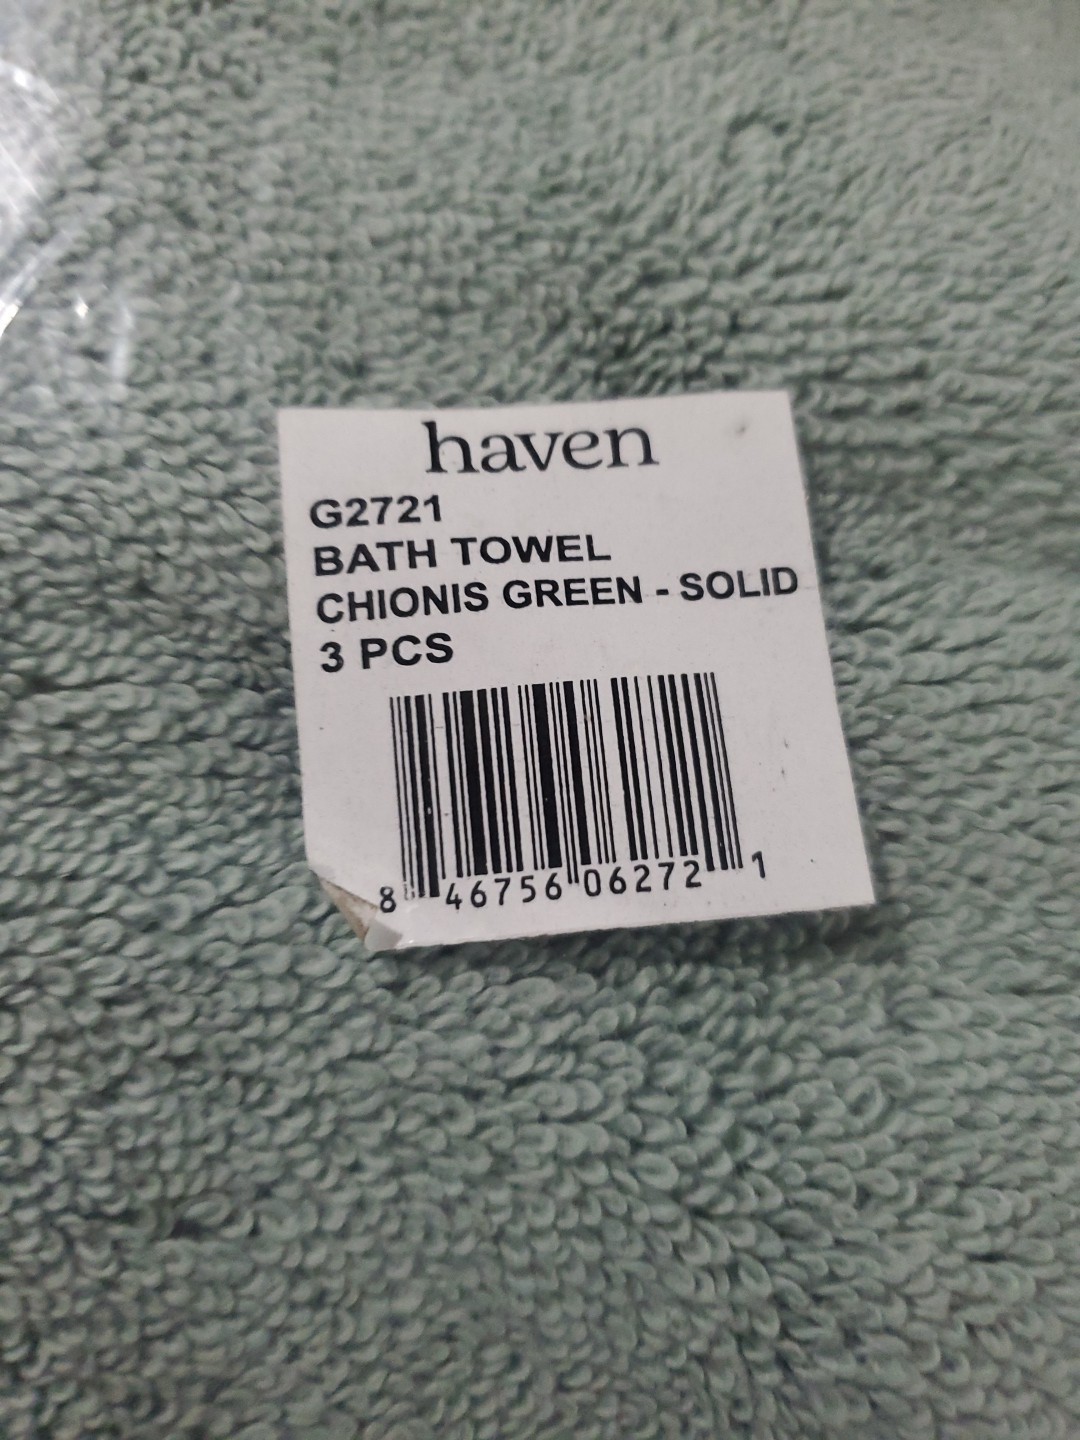 haven
G2721
BATH TOWEL
CHIONIS GREEN - SOLID
3 PCS
8 46756 06272 1